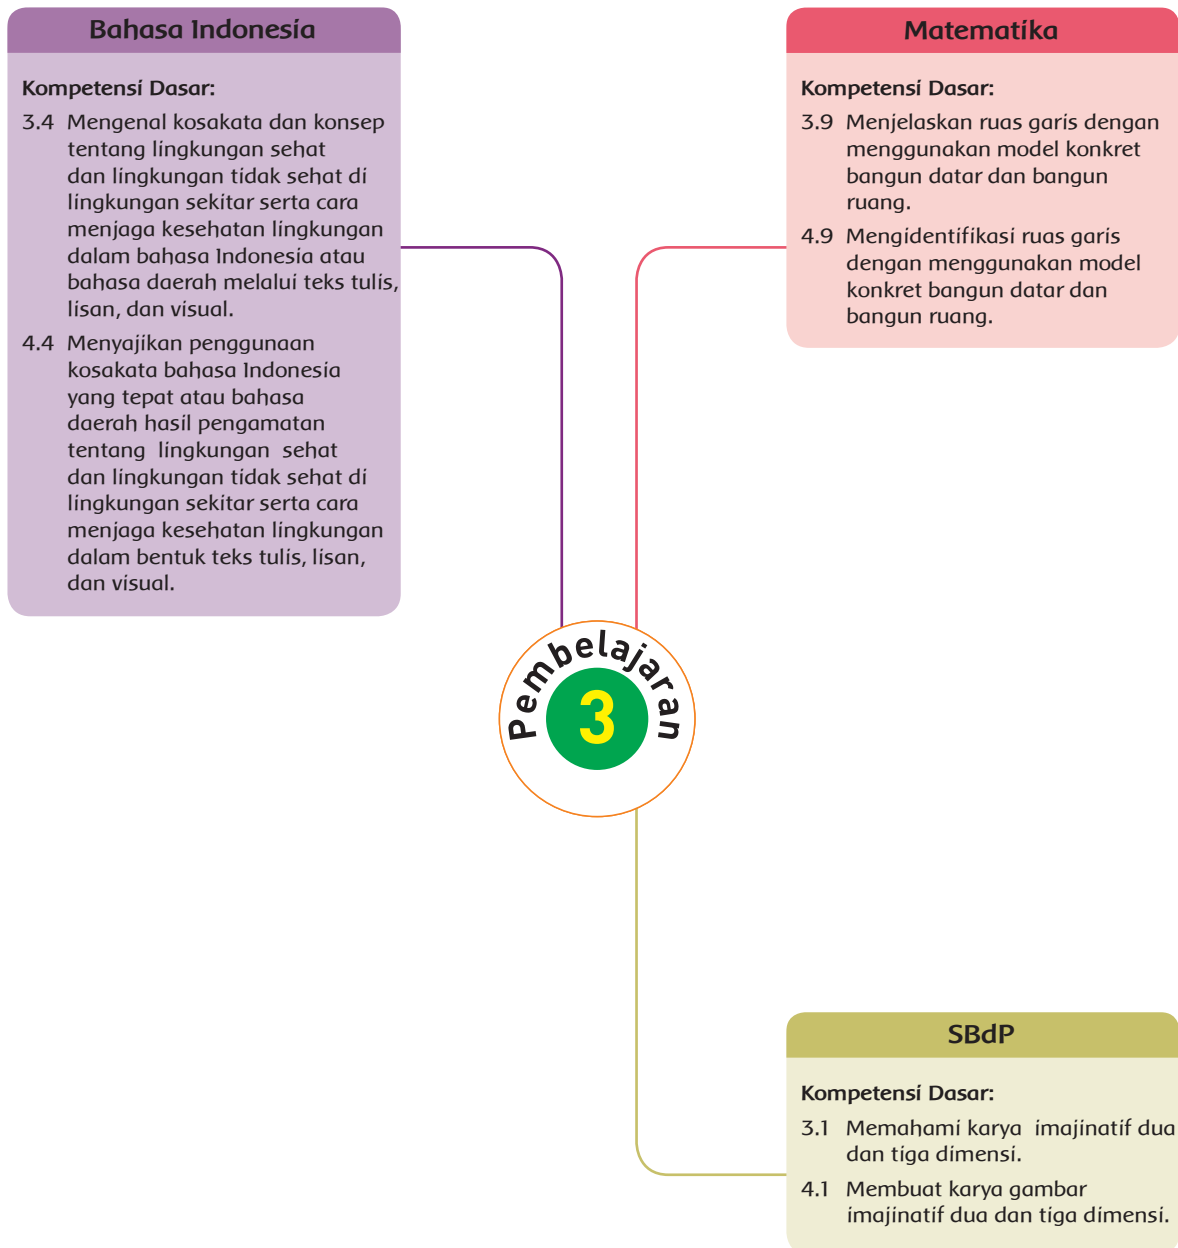 Bahasa Indonesia
Kompetensi Dasar:
3.4 Mengenal kosakata dan konsep
tentang lingkungan sehat
dan lingkungan tidak sehat di
lingkungan sekitar serta cara
menjaga kesehatan lingkungan
dalam bahasa Indonesia atau
bahasa daerah melalui teks tulis,
lisan, dan visual.
4.4 Menyajikan penggunaan
kosakata bahasa Indonesia
yang tepat atau bahasa
daerah hasil pengamatan
tentang lingkungan sehat
dan lingkungan tidak sehat di
lingkungan sekitar serta cara
menjaga kesehatan lingkungan
dalam bentuk teks tulis, lisan,
dan visual.
Matematika
Kompetensi Dasar:
3.9 Menjelaskan ruas garis dengan
menggunakan model konkret
bangun datar dan bangun
ruang.
4.9 Mengidentifikasi ruas garis
dengan menggunakan model
konkret bangun datar dan
bangun ruang.
Pembelajaran
3
SBdP
Kompetensi Dasar:
3.1 Memahami karya imajinatif dua
dan tiga dimensi.
4.1 Membuat karya gambar
imajinatif dua dan tiga dimensi.